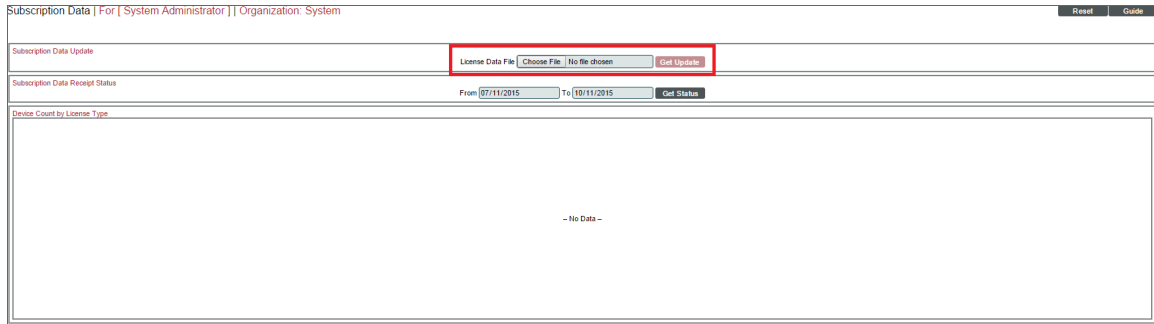 Subscription Data | For [ System Administrator ] | Organization: System Reset Guide
Subscription Data Update
License Data File Choose File No file chosen Get Update
Subscription Data Receipt Status
From 07/11/2015 To 10/11/2015 Get Status
Device Count by License Type
– No Data –